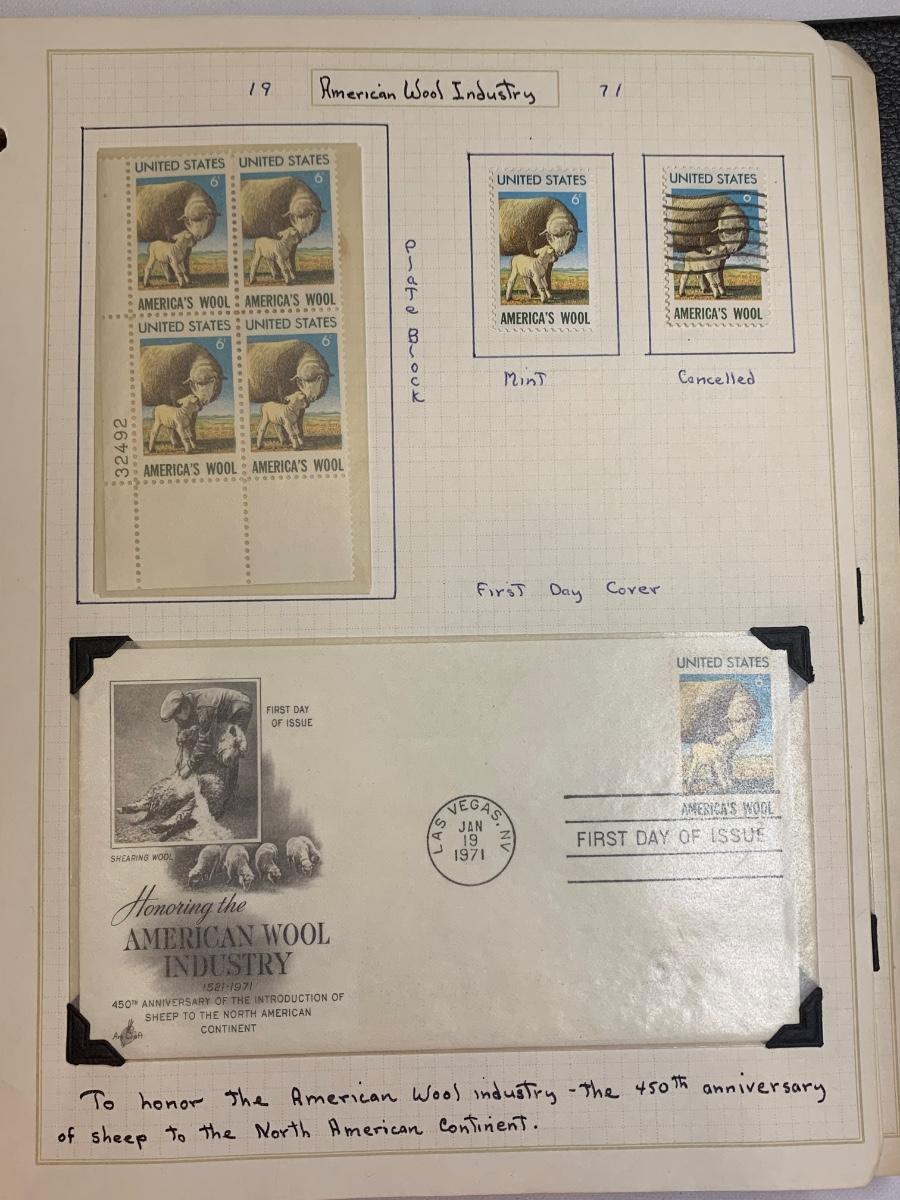 19 American Wool Industry 71
UNITED STATES UNITED STATES
6¢ 6¢
AMERICA'S WOOL AMERICA'S WOOL
UNITED STATES UNITED STATES
6¢ 6¢
AMERICA'S WOOL AMERICA'S WOOL
32492
Plate Block
UNITED STATES
6¢
AMERICA'S WOOL
Mint
UNITED STATES
6¢
AMERICA'S WOOL
Cancelled
First Day Cover
FIRST DAY
OF ISSUE
SHEARING WOOL
Honoring the
AMERICAN WOOL
INDUSTRY
1521-1971
450TH ANNIVERSARY OF THE INTRODUCTION OF
SHEEP TO THE NORTH AMERICAN
CONTINENT
ArtCraft
LAS VEGAS, NV
JAN
19
1971
UNITED STATES
6¢
AMERICA'S WOOL
FIRST DAY OF ISSUE
To honor the American Wool industry - the 450th anniversary
of sheep to the North American Continent.